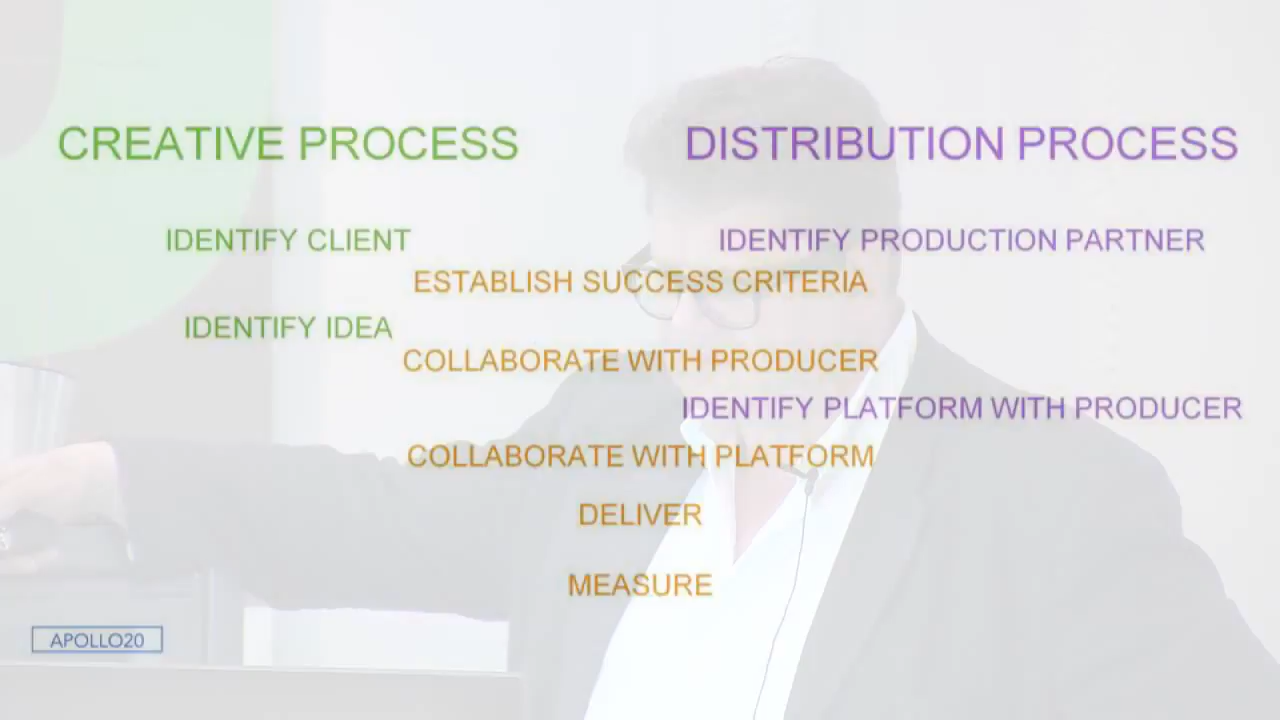 CREATIVE PROCESS
DISTRIBUTION PROCESS
IDENTIFY CLIENT
IDENTIFY PRODUCTION PARTNER
ESTABLISH SUCCESS CRITERIA
IDENTIFY IDEA
COLLABORATE WITH PRODUCER
IDENTIFY PLATFORM WITH PRODUCER
COLLABORATE WITH PLATFORM
DELIVER
MEASURE
APOLLO20